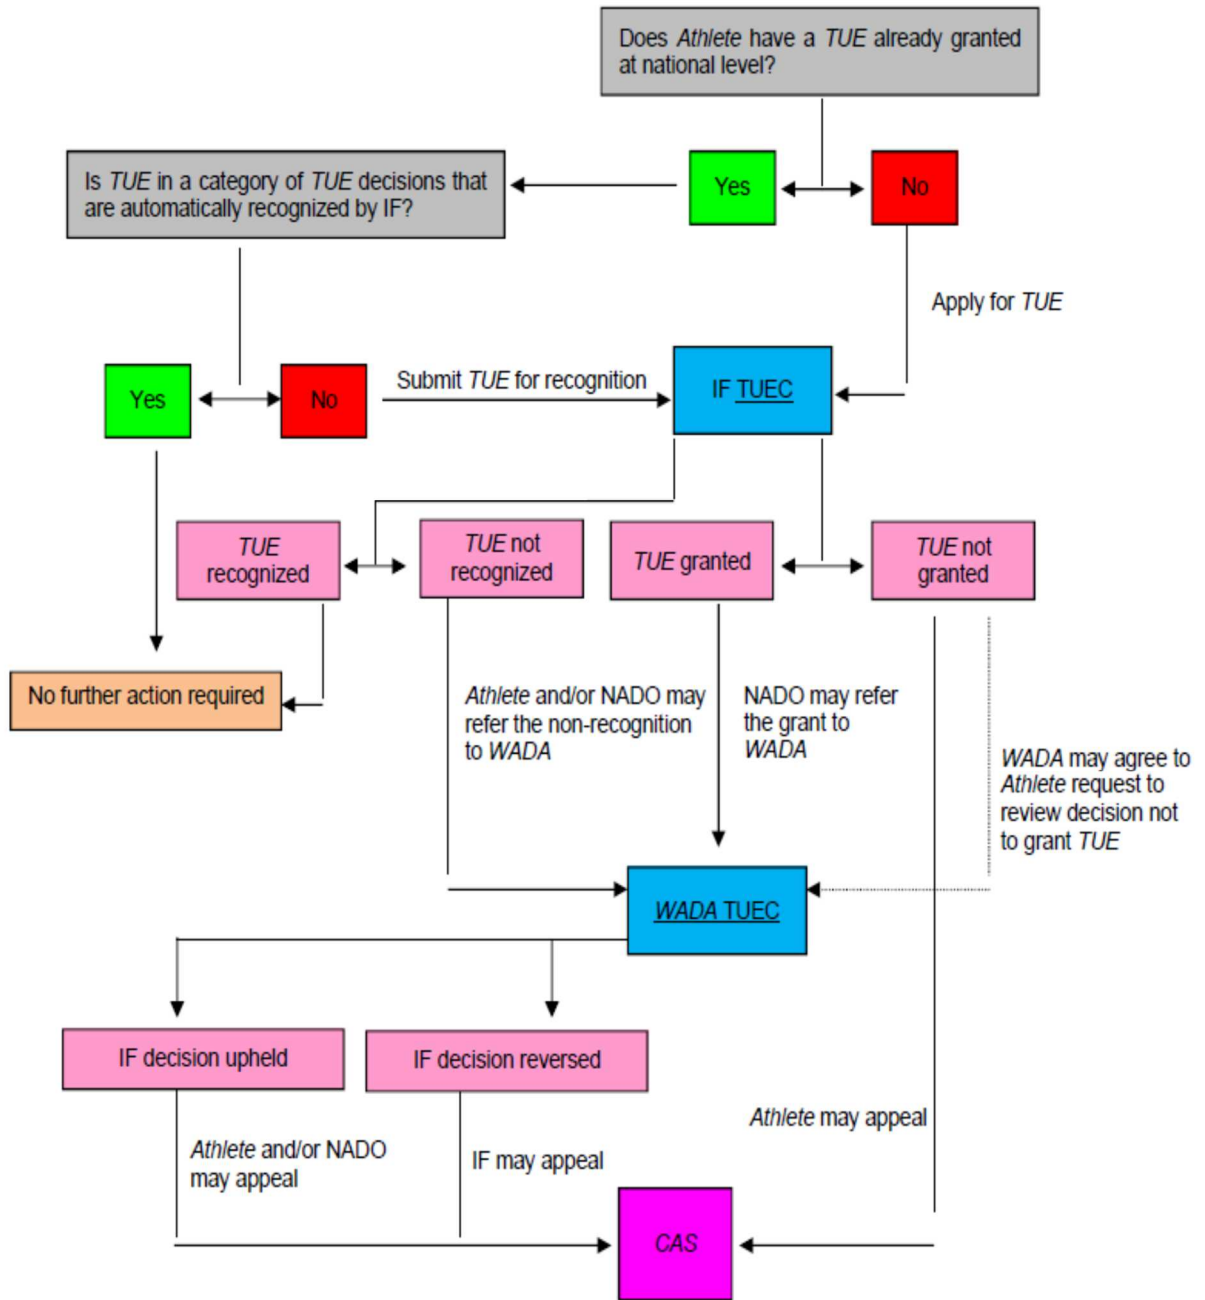 Does Athlete have a TUE already granted
at national level?
Yes
No
Is TUE in a category of TUE decisions that
are automatically recognized by IF?
Apply for TUE
Yes
No
Submit TUE for recognition
IF TUEC
TUE
recognized
TUE not
recognized
TUE granted
TUE not
granted
No further action required
Athlete and/or NADO may
refer the non-recognition
to WADA
NADO may refer
the grant to
WADA
WADA may agree to
Athlete request to
review decision not
to grant TUE
WADA TUEC
IF decision upheld
IF decision reversed
Athlete and/or NADO
may appeal
IF may appeal
Athlete may appeal
CAS